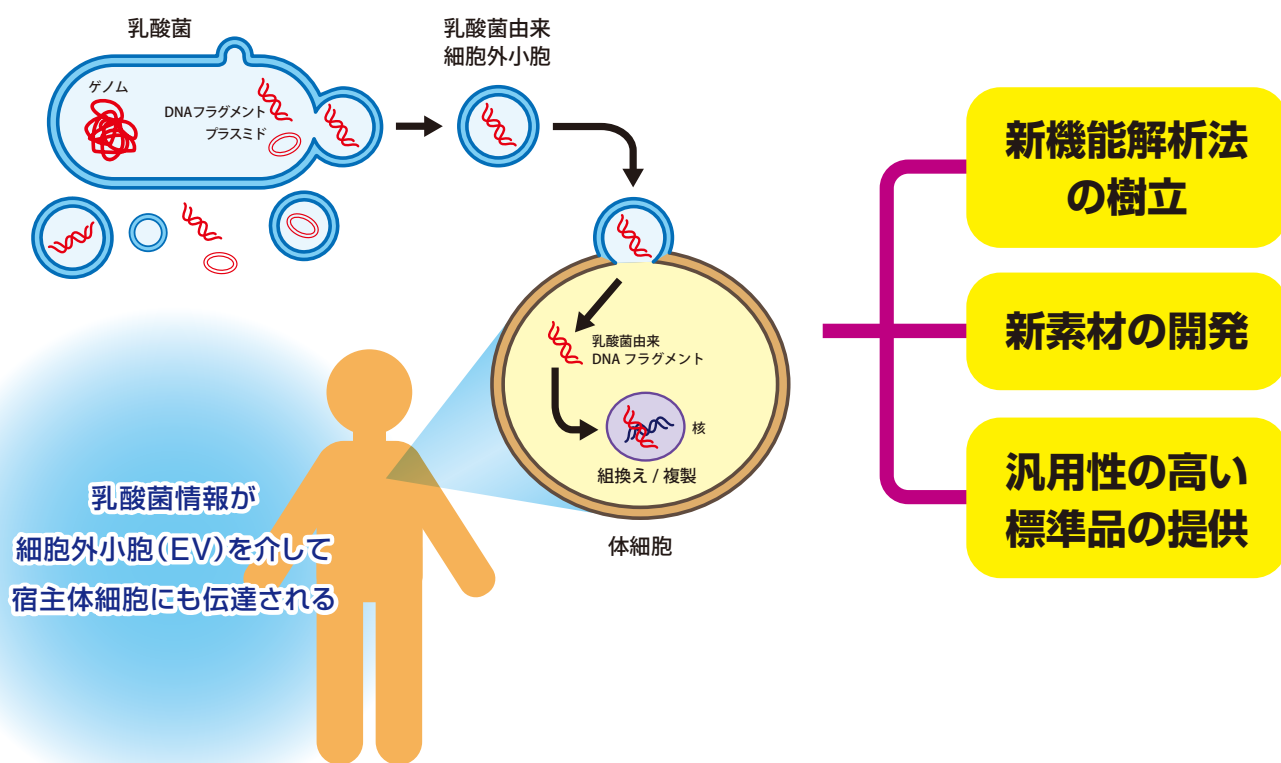 乳酸菌
ゲノム
DNAフラグメント
プラスミド
乳酸菌由来
細胞外小胞
乳酸菌由来
DNA フラグメント
核
組換え / 複製
体細胞
乳酸菌情報が
細胞外小胞(EV)を介して
宿主体細胞にも伝達される
新機能解析法
の樹立
新素材の開発
汎用性の高い
標準品の提供